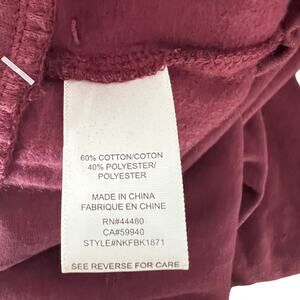 60% COTTON/COTON
40% POLYESTER/
POLYESTER
MADE IN CHINA
FABRIQUE EN CHINE
RN#44480
CA#59940
STYLE#NKFBK1871
SEE REVERSE FOR CARE